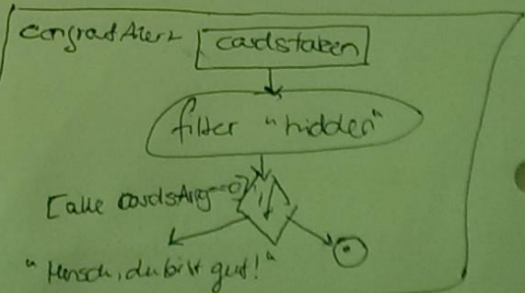 congratAlert
cardstaken
filter "hidden"
[alle cardsArg==0]
"Mensch, du bist gut!"